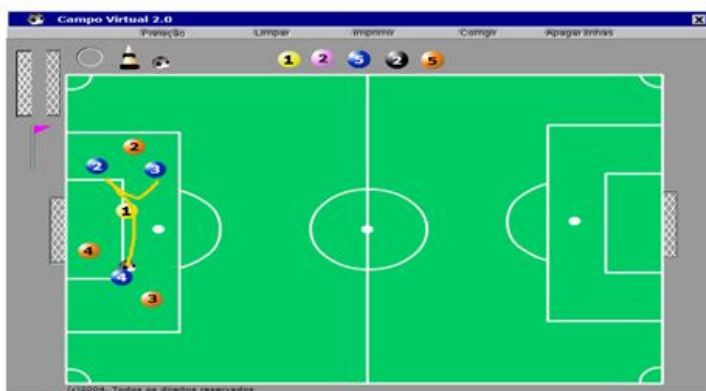 Campo Virtual 2.0
Preleção Limpar Imprimir Corrigir Apagar linhas
1 2 5 2 5
2
2 3
1
4
4
3
(c)2004- Todos os direitos reservados